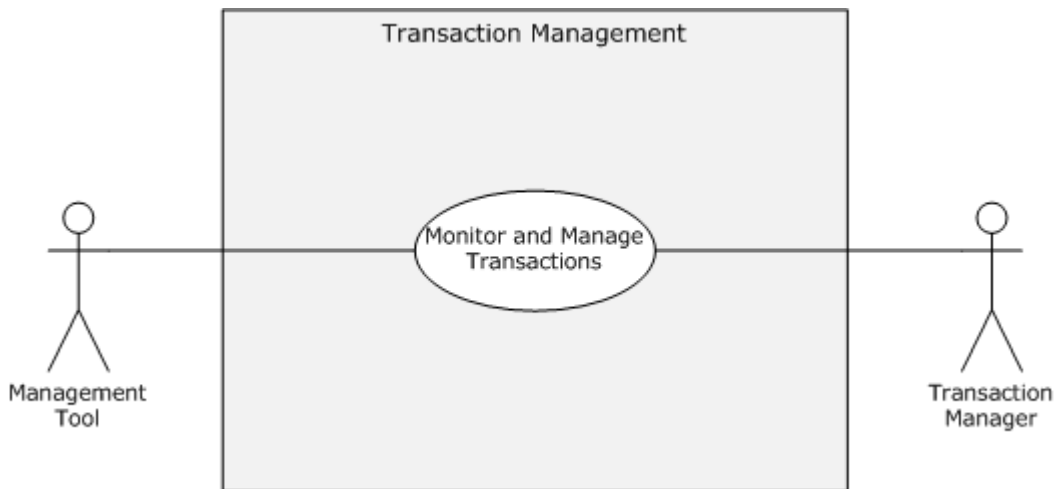 Transaction Management
Monitor and Manage
Transactions
Management
Tool
Transaction
Manager